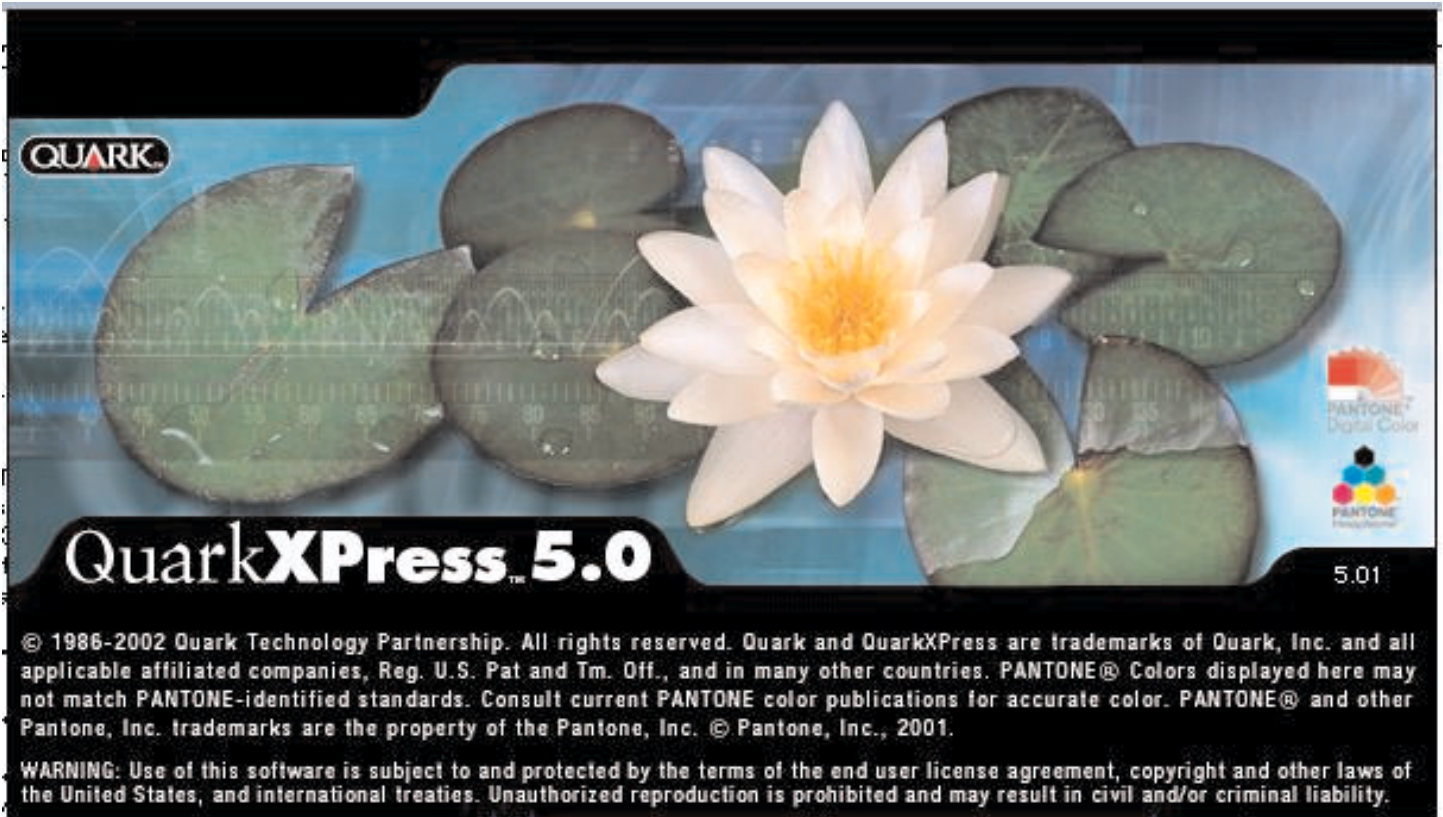 QUARK™
PANTONE®
Digital Color
PANTONE®
Hexachrome®
QuarkXPress™ 5.0
5.01
© 1986-2002 Quark Technology Partnership. All rights reserved. Quark and QuarkXPress are trademarks of Quark, Inc. and all
applicable affiliated companies, Reg. U.S. Pat and Tm. Off., and in many other countries. PANTONE® Colors displayed here may
not match PANTONE-identified standards. Consult current PANTONE color publications for accurate color. PANTONE® and other
Pantone, Inc. trademarks are the property of the Pantone, Inc. © Pantone, Inc., 2001.
WARNING: Use of this software is subject to and protected by the terms of the end user license agreement, copyright and other laws of
the United States, and international treaties. Unauthorized reproduction is prohibited and may result in civil and/or criminal liability.